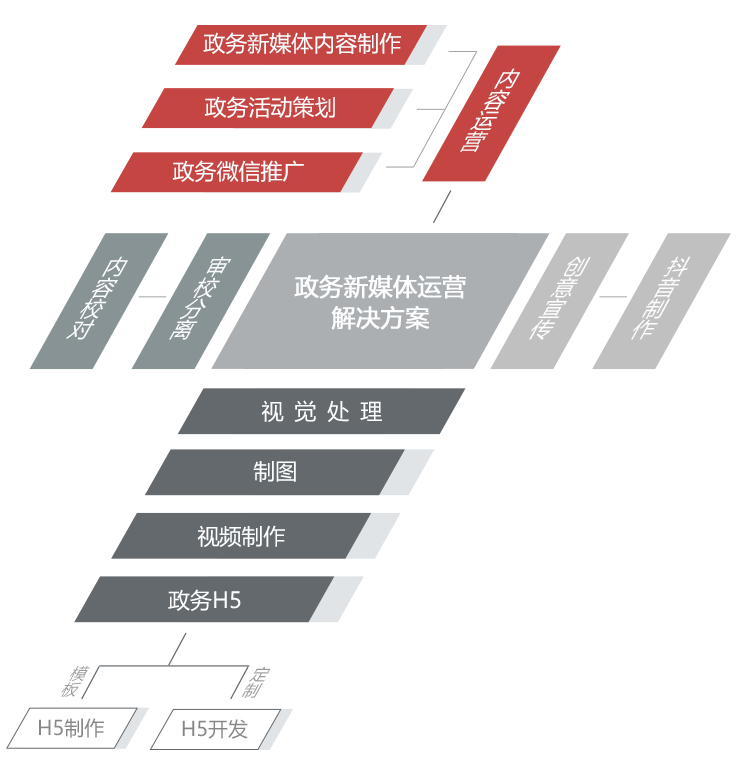 政务新媒体内容制作
政务活动策划
政务微信推广
内容运营
内容校对
审校分离
政务新媒体运营
解决方案
创意宣传
抖音制作
视觉处理
制图
视频制作
政务H5
模板
定制
H5制作
H5开发